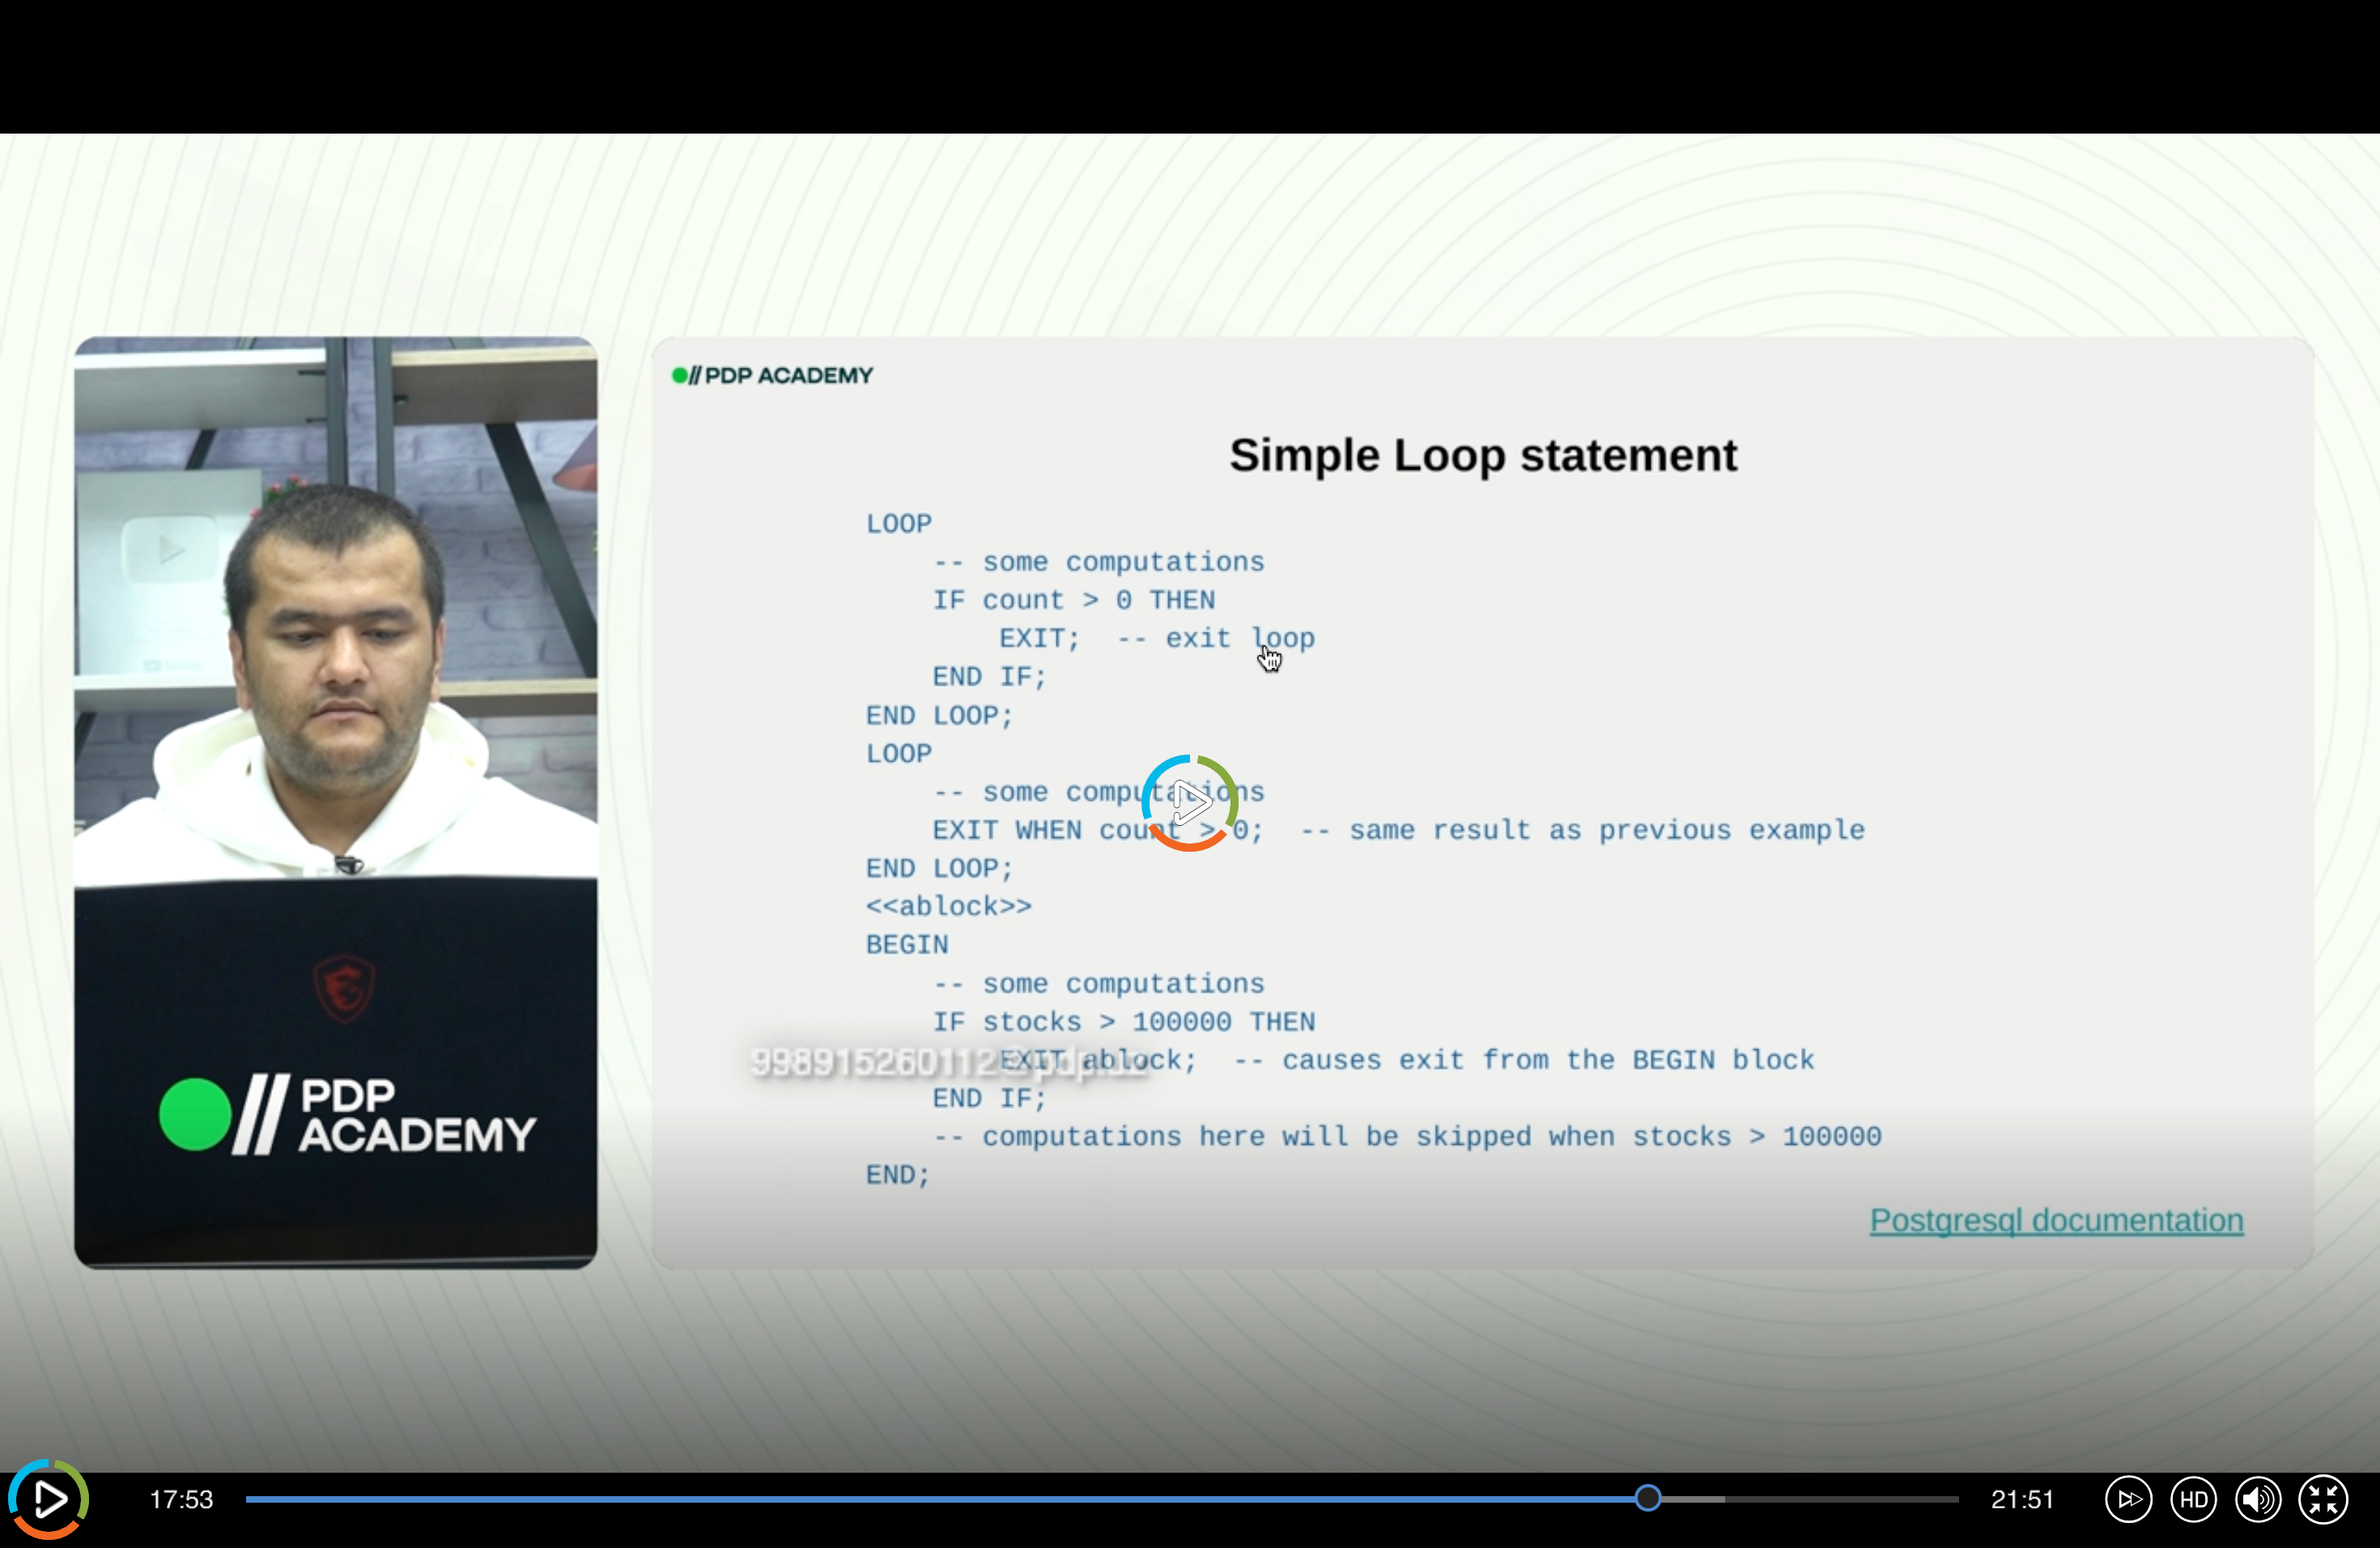 PDP ACADEMY
Simple Loop statement
LOOP
-- some computations
IF count > 0 THEN
EXIT; -- exit loop
END IF;
END LOOP;
LOOP
-- some computations
EXIT WHEN count > 0; -- same result as previous example
END LOOP;
<<ablock>>
BEGIN
-- some computations
IF stocks > 100000 THEN
EXIT ablock; -- causes exit from the BEGIN block
998915260112@pdp.uz
END IF;
-- computations here will be skipped when stocks > 100000
END;
Postgresql documentation
PDP
ACADEMY
17:53
21:51
HD